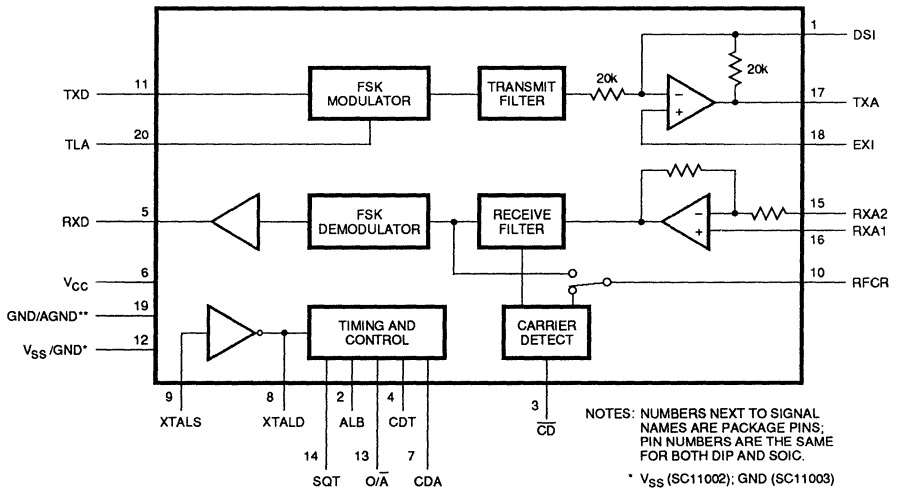 1
DSI
11
TXD
FSK
MODULATOR
TRANSMIT
FILTER
20k
20k
−
+
17
TXA
20
TLA
18
EXI
5
RXD
FSK
DEMODULATOR
RECEIVE
FILTER
−
+
15
RXA2
RXA1
16
6
VCC
10
RFCR
19
GND/AGND**
12
VSS/GND*
TIMING AND
CONTROL
CARRIER
DETECT
9
XTALS
8
XTALD
2
ALB
4
CDT
3
C̅D̅
14
SQT
13
O/A̅
7
CDA
NOTES: NUMBERS NEXT TO SIGNAL
NAMES ARE PACKAGE PINS;
PIN NUMBERS ARE THE SAME
FOR BOTH DIP AND SOIC.
* VSS (SC11002); GND (SC11003)